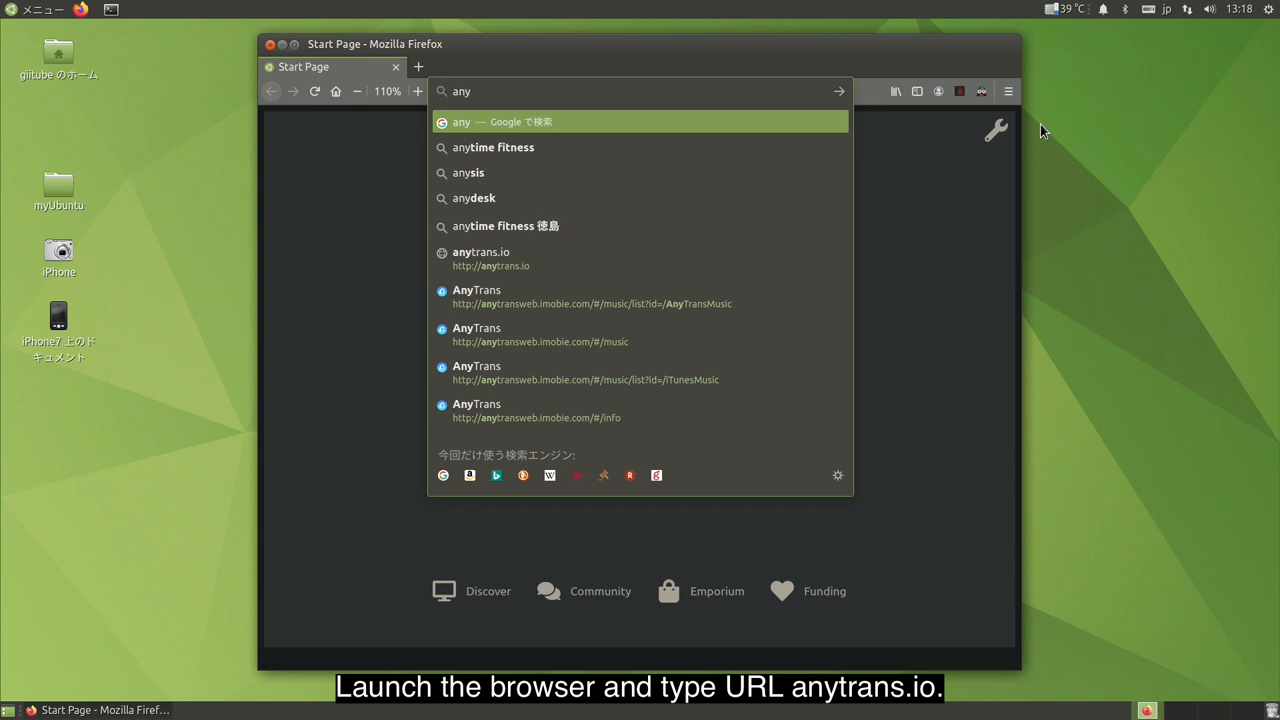 メニュー
39 ℃
jp
13:18
giitube のホーム
myUbuntu
iPhone
iPhone7 上のド
キュメント
Start Page - Mozilla Firefox
Start Page
110%
any
any — Google で検索
anytime fitness
anysis
anydesk
anytime fitness 徳島
anytrans.io
http://anytrans.io
AnyTrans
http://anytransweb.imobie.com/#/music/list?id=/AnyTransMusic
AnyTrans
http://anytransweb.imobie.com/#/music
AnyTrans
http://anytransweb.imobie.com/#/music/list?id=/iTunesMusic
AnyTrans
http://anytransweb.imobie.com/#/info
今回だけ使う検索エンジン:
Discover
Community
Emporium
Funding
Launch the browser and type URL anytrans.io.
Start Page - Mozilla Firef...